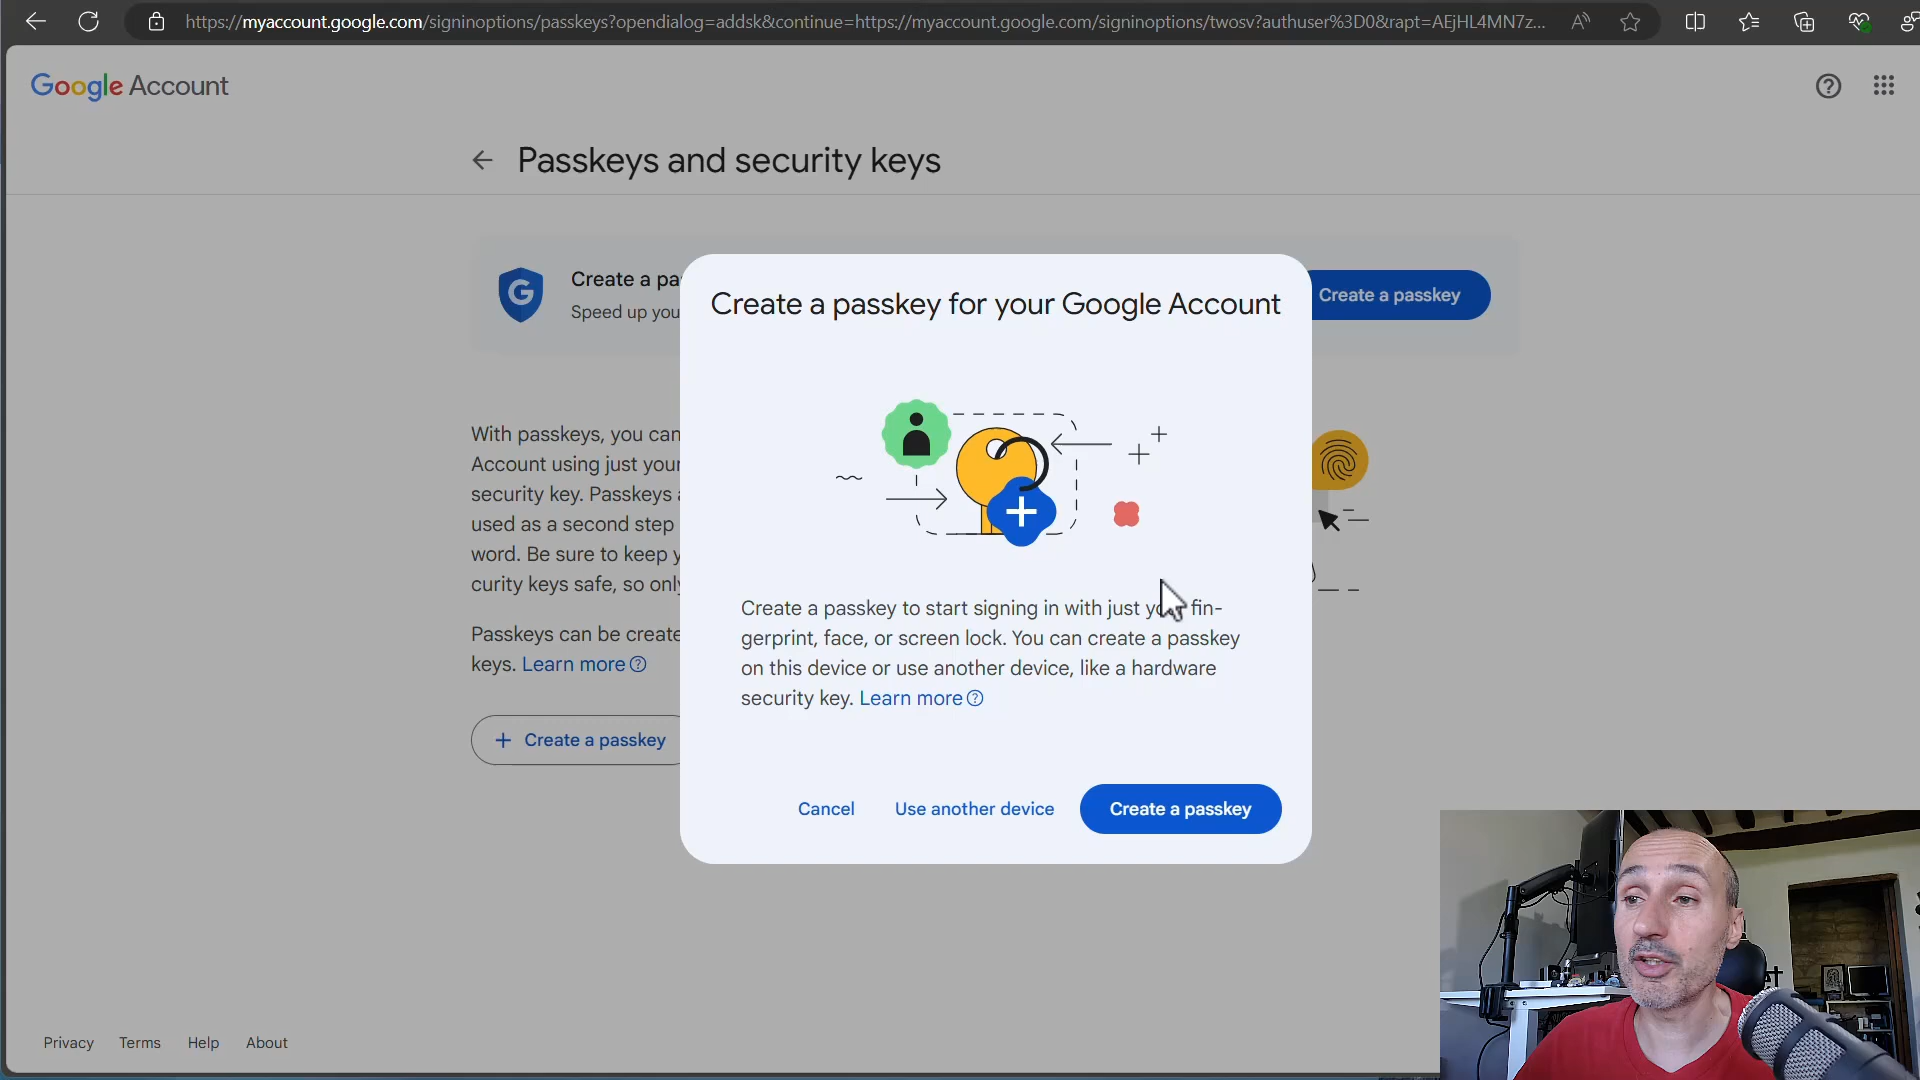 https://myaccount.google.com/signinoptions/passkeys?opendialog=addsk&continue=https://myaccount.google.com/signinoptions/twosv?authuser%3D0&rapt=AEjHL4MN7z...
Google Account
Passkeys and security keys
Create a pa
Speed up you
Create a passkey
Create a passkey for your Google Account
With passkeys, you can
Account using just your
security key. Passkeys
used as a second step
word. Be sure to keep y
curity keys safe, so only
Passkeys can be create
keys. Learn more
+ Create a passkey
Create a passkey to start signing in with just your fin-
gerprint, face, or screen lock. You can create a passkey
on this device or use another device, like a hardware
security key. Learn more
Cancel
Use another device
Create a passkey
Privacy
Terms
Help
About